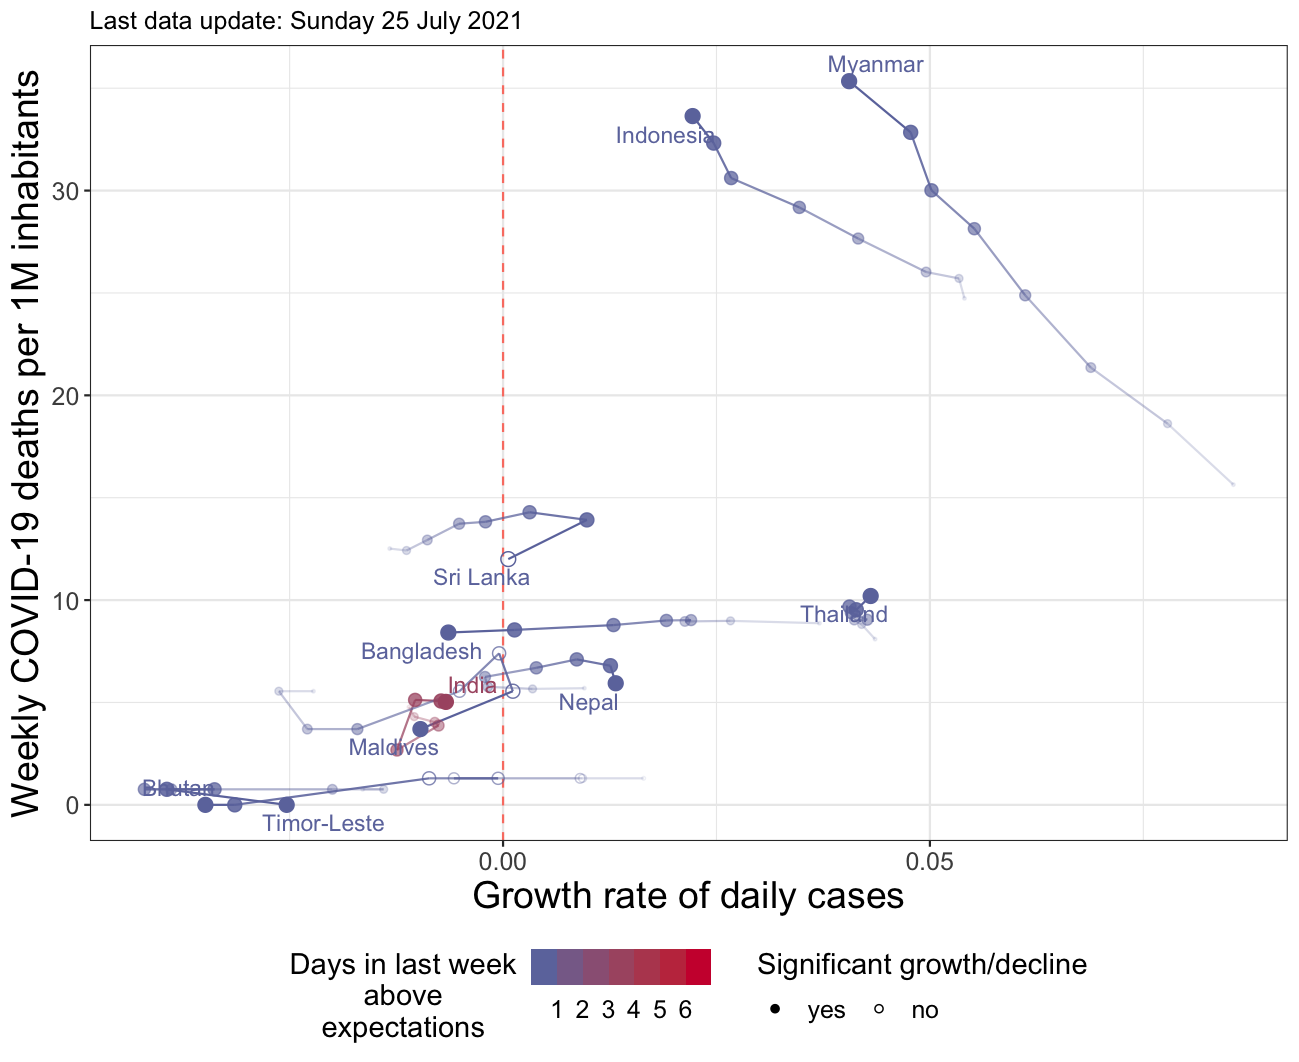 Last data update: Sunday 25 July 2021
Weekly COVID-19 deaths per 1M inhabitants
30
20
10
0
Myanmar
Indonesia
Sri Lanka
Thailand
Bangladesh
India
Nepal
Maldives
Bhutan
Timor-Leste
0.00
0.05
Growth rate of daily cases
Days in last week
above
expectations
1 2 3 4 5 6
Significant growth/decline
yes
no